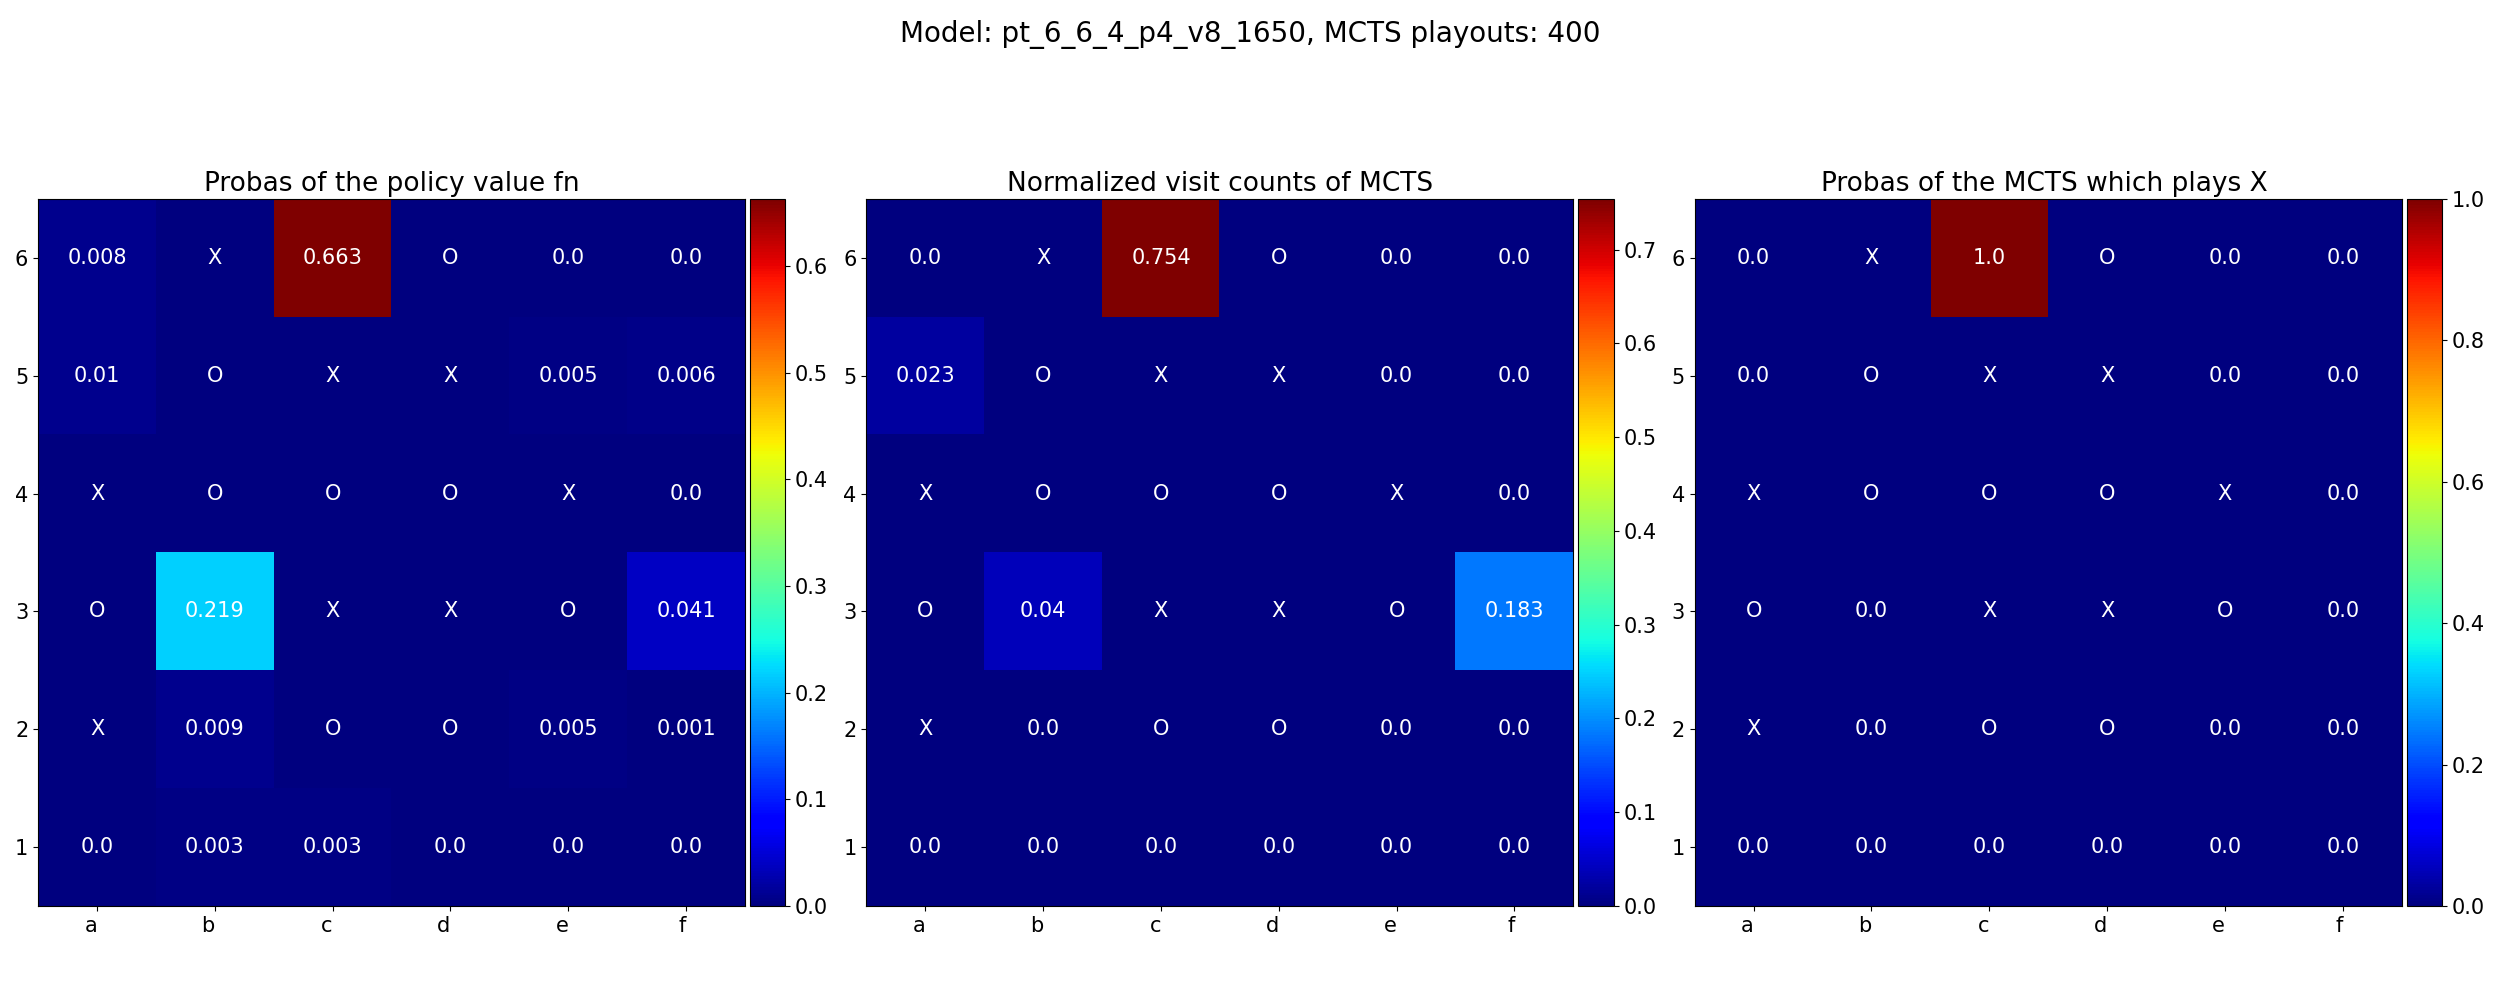 Model: pt_6_6_4_p4_v8_1650, MCTS playouts: 400
Probas of the policy value fn
6 0.008 X 0.663 O 0.0 0.0
5 0.01 O X X 0.005 0.006
4 X O O O X 0.0
3 O 0.219 X X O 0.041
2 X 0.009 O O 0.005 0.001
1 0.0 0.003 0.003 0.0 0.0 0.0
a b c d e f
0.6
0.5
0.4
0.3
0.2
0.1
0.0
Normalized visit counts of MCTS
6 0.0 X 0.754 O 0.0 0.0
5 0.023 O X X 0.0 0.0
4 X O O O X 0.0
3 O 0.04 X X O 0.183
2 X 0.0 O O 0.0 0.0
1 0.0 0.0 0.0 0.0 0.0 0.0
a b c d e f
0.7
0.6
0.5
0.4
0.3
0.2
0.1
0.0
Probas of the MCTS which plays X
6 0.0 X 1.0 O 0.0 0.0
5 0.0 O X X 0.0 0.0
4 X O O O X 0.0
3 O 0.0 X X O 0.0
2 X 0.0 O O 0.0 0.0
1 0.0 0.0 0.0 0.0 0.0 0.0
a b c d e f
1.0
0.8
0.6
0.4
0.2
0.0